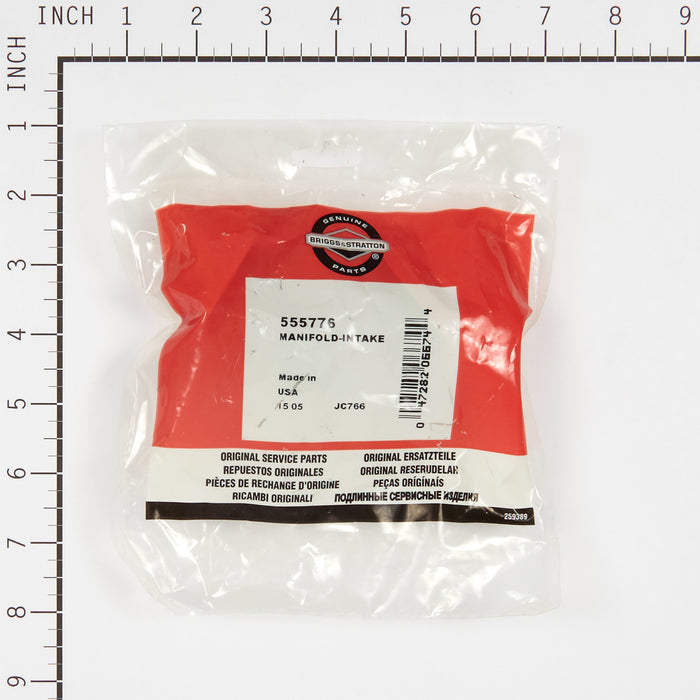 INCH 1 2 3 4 5 6 7 8 9
INCH
1
2
3
4
5
6
7
8
9
GENUINE
BRIGGS&STRATTON®
PARTS
555776
MANIFOLD-INTAKE
Made in
USA
15 05 JC766
0 47282 06674 4
ORIGINAL SERVICE PARTS ORIGINAL ERSATZTEILE
REPUESTOS ORIGINALES ORIGINAL RESERUDELAR
PIÈCES DE RECHANGE D'ORIGINE PEÇAS ORIGÍNAIS
RICAMBI ORIGINALI ПОДЛИННЫЕ СЕРВИСНЫЕ ИЗДЕЛИЯ
259389